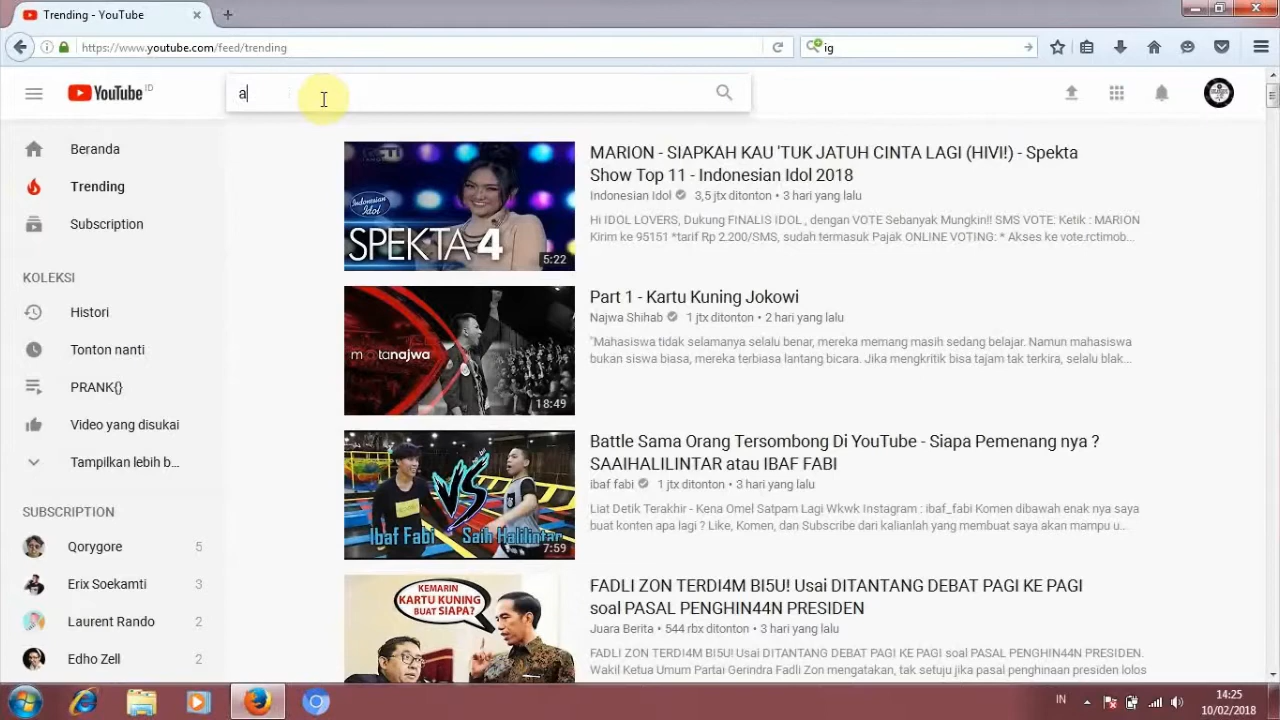 Trending - YouTube
https://www.youtube.com/feed/trending
ig
YouTube ID
a
Beranda
Trending
Subscription
KOLEKSI
Histori
Tonton nanti
PRANK{}
Video yang disukai
Tampilkan lebih b...
SUBSCRIPTION
Qorygore 5
Erix Soekamti 3
Laurent Rando 2
Edho Zell 2
Indonesian Idol
SPEKTA 4
5:22
MARION - SIAPKAH KAU 'TUK JATUH CINTA LAGI (HIVI!) - Spekta
Show Top 11 - Indonesian Idol 2018
Indonesian Idol 3,5 jtx ditonton • 3 hari yang lalu
Hi IDOL LOVERS, Dukung FINALIS IDOL , dengan VOTE Sebanyak Mungkin!! SMS VOTE: Ketik : MARION
Kirim ke 95151 *tarif Rp 2.200/SMS, sudah termasuk Pajak ONLINE VOTING: * Akses ke vote.rctimob...
matanajwa
18:49
Part 1 - Kartu Kuning Jokowi
Najwa Shihab 1 jtx ditonton • 2 hari yang lalu
"Mahasiswa tidak selamanya selalu benar, mereka memang masih sedang belajar. Namun mahasiswa
bukan siswa biasa, mereka terbiasa lantang bicara. Jika mengkritik bisa tajam tak terkira, selalu blak...
VS
Ibaf Fabi Saih Halilintar
7:59
Battle Sama Orang Tersombong Di YouTube - Siapa Pemenang nya ?
SAAIHALILINTAR atau IBAF FABI
ibaf fabi 1 jtx ditonton • 3 hari yang lalu
Liat Detik Terakhir - Kena Omel Satpam Lagi Wkwk Instagram : ibaf_fabi Komen dibawah enak nya saya
buat konten apa lagi ? Like, Komen, dan Subscribe dari kalianlah yang membuat saya akan mampu u...
KEMARIN
KARTU KUNING
BUAT SIAPA?
FADLI ZON TERDI4M BI5U! Usai DITANTANG DEBAT PAGI KE PAGI
soal PASAL PENGHIN44N PRESIDEN
Juara Berita • 544 rbx ditonton • 3 hari yang lalu
FADLI ZON TERDI4M BI5U! Usai DITANTANG DEBAT PAGI KE PAGI soal PASAL PENGHIN44N PRESIDEN.
Wakil Ketua Umum Partai Gerindra Fadli Zon mengatakan, tak setuju jika pasal penghinaan presiden lolos
IN
14:25
10/02/2018